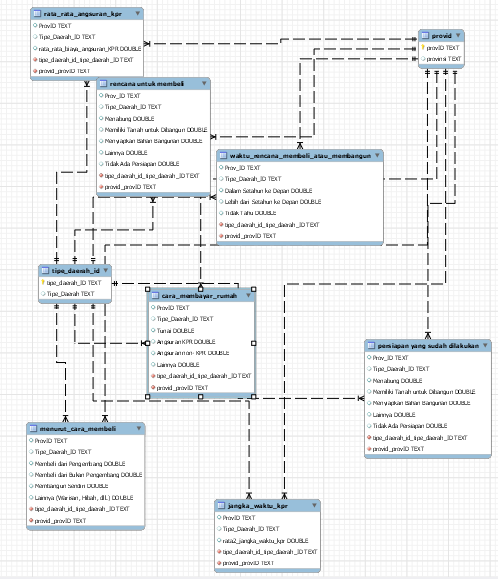 rata_rata_angsuran_kpr
ProvID TEXT
Tipe_Daerah_ID TEXT
rata_rata_biaya_angsuran_KPR DOUBLE
tipe_daerah_id_tipe_daerah_id TEXT
provid_provID TEXT
provid
provID TEXT
provinsi TEXT
rencana untuk membeli
Prov_ID TEXT
Tipe_Daerah_ID TEXT
Menabung DOUBLE
Memiliki Tanah untuk Dibangun DOUBLE
Menyiapkan Bahan Bangunan DOUBLE
Lainnya DOUBLE
Tidak Ada Persiapan DOUBLE
tipe_daerah_id_tipe_daerah_id TEXT
provid_provID TEXT
waktu_rencana_membeli_atau_membangun
Prov_ID TEXT
Tipe_Daerah_ID TEXT
Dalam Setahun ke Depan DOUBLE
Lebih dari Setahun ke Depan DOUBLE
Tidak Tahu DOUBLE
tipe_daerah_id_tipe_daerah_id TEXT
provid_provID TEXT
tipe_daerah_id
tipe_daerah_ID TEXT
Tipe_Daerah TEXT
cara_membayar_rumah
ProvID TEXT
Tipe_Daerah_ID TEXT
Tunai DOUBLE
Angsuran KPR DOUBLE
Angsuran non- KPR DOUBLE
Lainnya DOUBLE
tipe_daerah_id_tipe_daerah_id TEXT
provid_provID TEXT
persiapan yang sudah dilakukan
Prov_ID TEXT
Tipe_Daerah_ID TEXT
Menabung DOUBLE
Memiliki Tanah untuk Dibangun DOUBLE
Menyiapkan Bahan Bangunan DOUBLE
Lainnya DOUBLE
Tidak Ada Persiapan DOUBLE
tipe_daerah_id_tipe_daerah_id TEXT
provid_provID TEXT
menurut_cara_membeli
ProvID TEXT
Tipe_Daerah_ID TEXT
Membeli dari Pengembang DOUBLE
Membeli dari Bukan Pengembang DOUBLE
Membangun Sendiri DOUBLE
Lainnya (Warisan, Hibah, dll.) DOUBLE
tipe_daerah_id_tipe_daerah_id TEXT
provid_provID TEXT
jangka_waktu_kpr
ProvID TEXT
Tipe_Daerah_ID TEXT
rata2_jangka_waktu_kpr DOUBLE
tipe_daerah_id_tipe_daerah_id TEXT
provid_provID TEXT